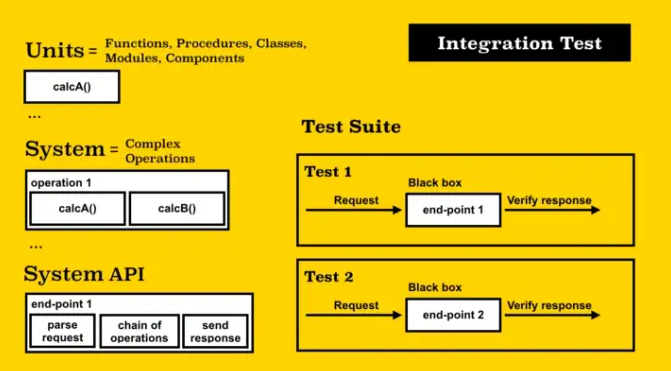 Units = Functions, Procedures, Classes,
Modules, Components
calcA()
...
System = Complex
Operations
operation 1
calcA()
calcB()
...
System API
end-point 1
parse
request
chain of
operations
send
response
Integration Test
Test Suite
Test 1
Black box
Request
end-point 1
Verify response
Test 2
Black box
Request
end-point 2
Verify response